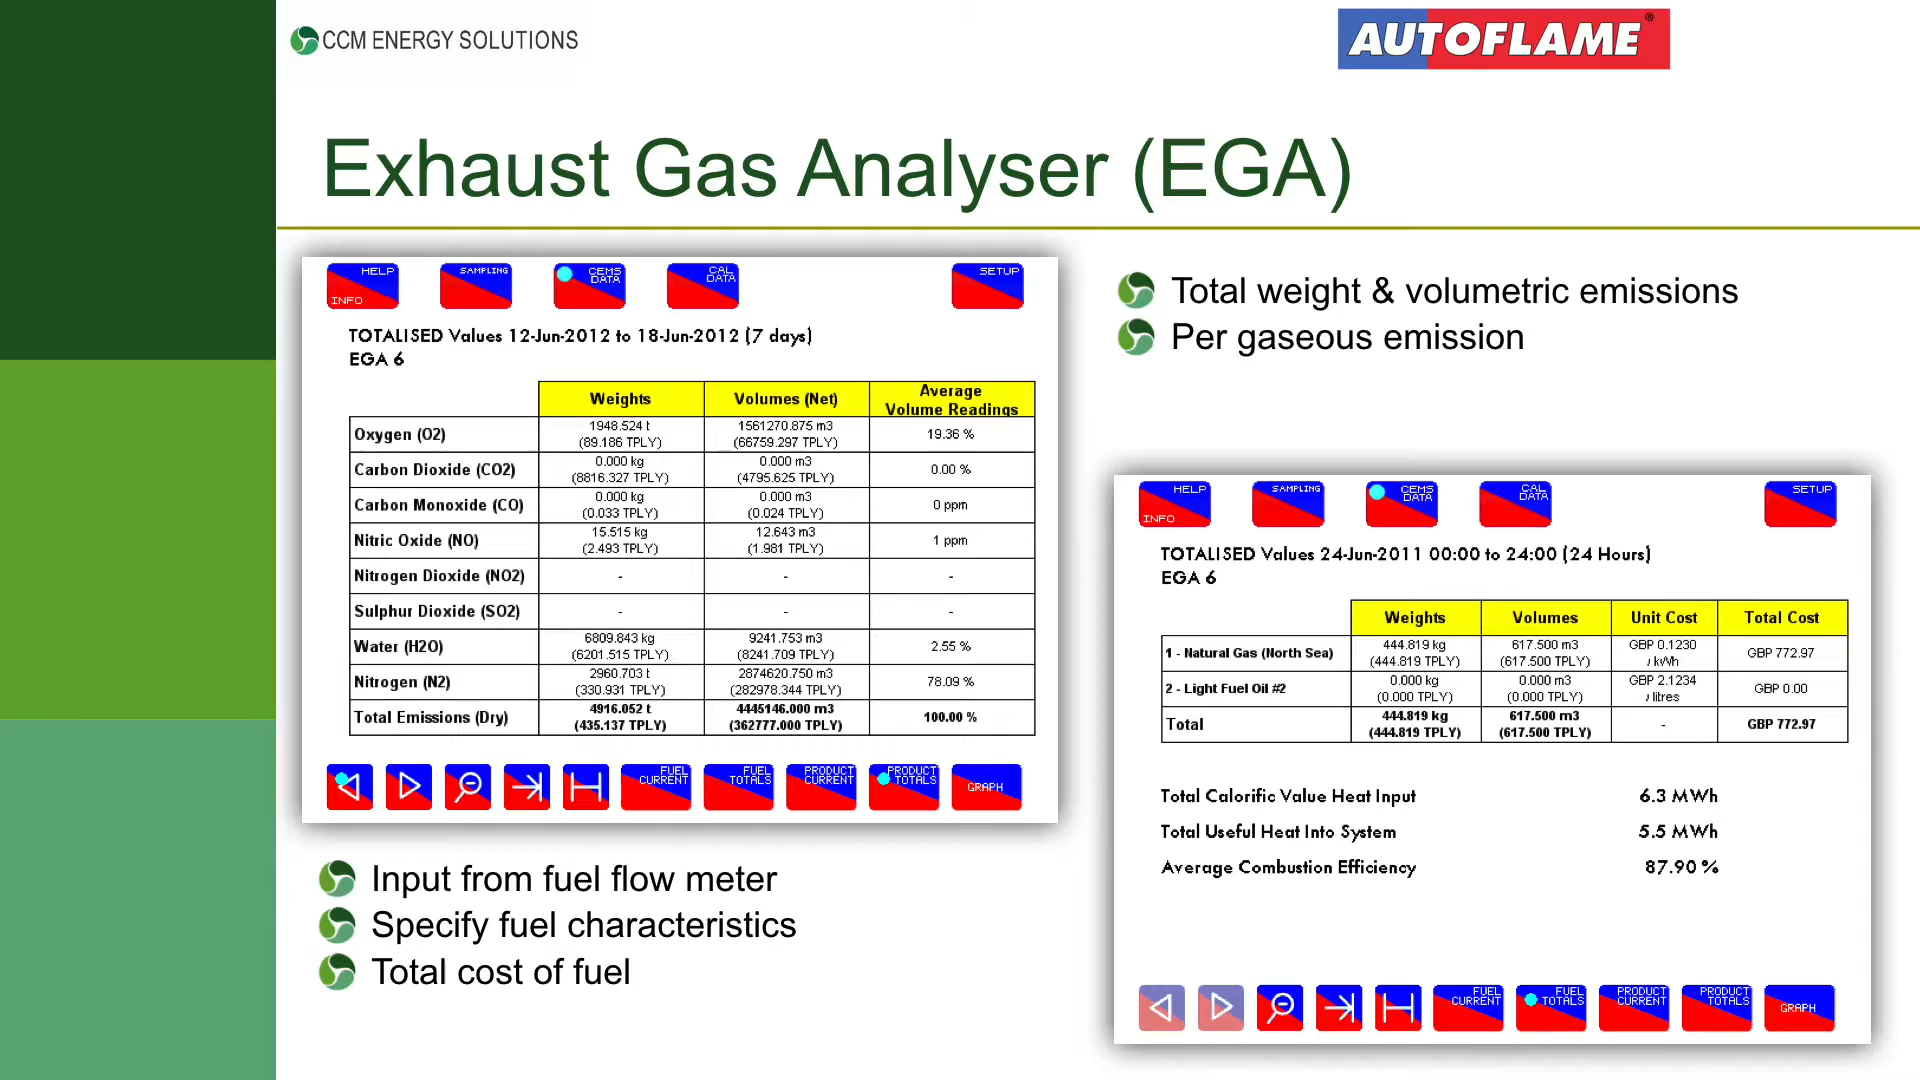 CCM ENERGY SOLUTIONS
AUTOFLAME®
Exhaust Gas Analyser (EGA)
HELP INFO SAMPLING CEMS DATA CAL DATA SETUP
TOTALISED Values 12-Jun-2012 to 18-Jun-2012 (7 days)
EGA 6
Weights Volumes (Net) Average Volume Readings
Oxygen (O2) 1948.524 t (89.186 TPLY) 1561270.875 m3 (66759.297 TPLY) 19.36 %
Carbon Dioxide (CO2) 0.000 kg (8816.327 TPLY) 0.000 m3 (4795.625 TPLY) 0.00 %
Carbon Monoxide (CO) 0.000 kg (0.033 TPLY) 0.000 m3 (0.024 TPLY) 0 ppm
Nitric Oxide (NO) 15.515 kg (2.493 TPLY) 12.643 m3 (1.981 TPLY) 1 ppm
Nitrogen Dioxide (NO2) - - -
Sulphur Dioxide (SO2) - - -
Water (H2O) 6809.843 kg (6201.515 TPLY) 9241.753 m3 (8241.709 TPLY) 2.55 %
Nitrogen (N2) 2960.703 t (330.931 TPLY) 2874620.750 m3 (282978.344 TPLY) 78.09 %
Total Emissions (Dry) 4916.052 t (435.137 TPLY) 4445146.000 m3 (362777.000 TPLY) 100.00 %
FUEL CURRENT FUEL TOTALS PRODUCT CURRENT PRODUCT TOTALS GRAPH
Input from fuel flow meter
Specify fuel characteristics
Total cost of fuel
Total weight & volumetric emissions
Per gaseous emission
HELP INFO SAMPLING CEMS DATA CAL DATA SETUP
TOTALISED Values 24-Jun-2011 00:00 to 24:00 (24 Hours)
EGA 6
Weights Volumes Unit Cost Total Cost
1 - Natural Gas (North Sea) 444.819 kg (444.819 TPLY) 617.500 m3 (617.500 TPLY) GBP 0.1230 / kWh GBP 772.97
2 - Light Fuel Oil #2 0.000 kg (0.000 TPLY) 0.000 m3 (0.000 TPLY) GBP 2.1234 / litres GBP 0.00
Total 444.819 kg (444.819 TPLY) 617.500 m3 (617.500 TPLY) - GBP 772.97
Total Calorific Value Heat Input 6.3 MWh
Total Useful Heat Into System 5.5 MWh
Average Combustion Efficiency 87.90 %
FUEL CURRENT FUEL TOTALS PRODUCT CURRENT PRODUCT TOTALS GRAPH